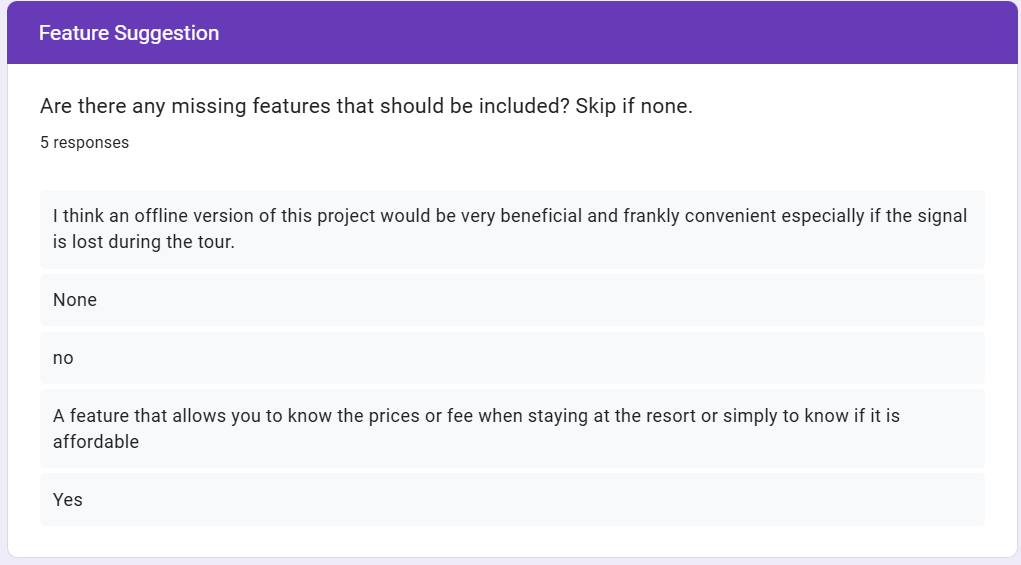 Feature Suggestion
Are there any missing features that should be included? Skip if none.
5 responses
I think an offline version of this project would be very beneficial and frankly convenient especially if the signal
is lost during the tour.
None
no
A feature that allows you to know the prices or fee when staying at the resort or simply to know if it is
affordable
Yes